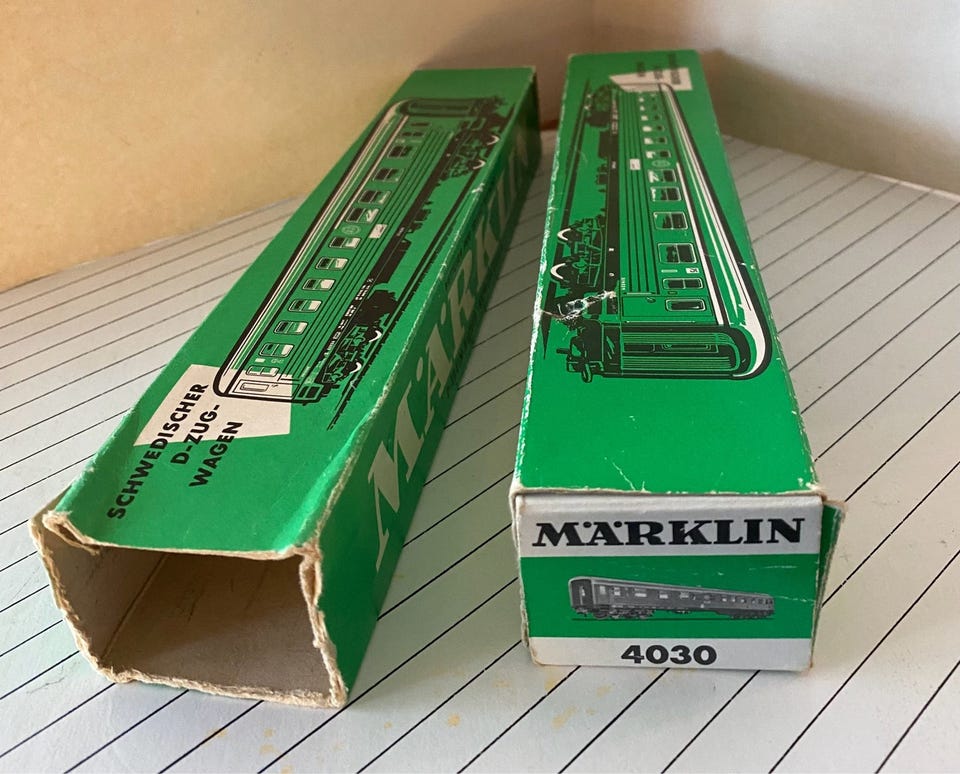 SCHWEDISCHER
D-ZUG-
WAGEN
MÄRKLIN
MÄRKLIN
4030